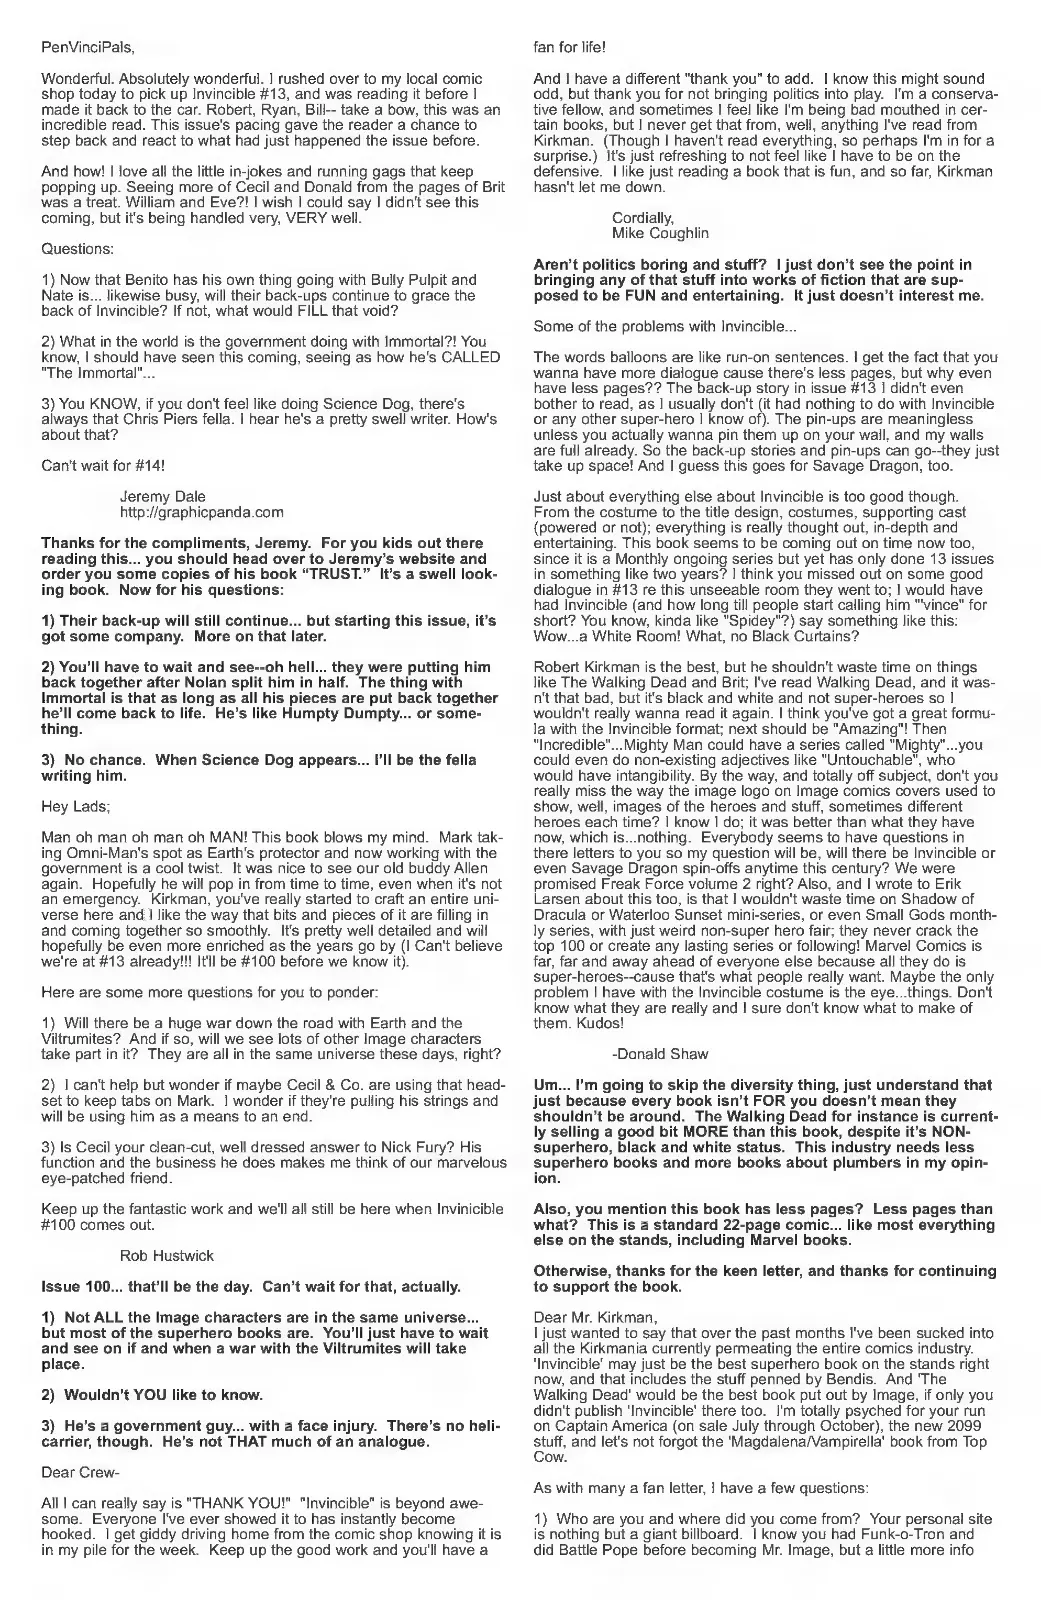 PenVinciPals,
Wonderful. Absolutely wonderful. I rushed over to my local comic
shop today to pick up Invincible #13, and was reading it before I
made it back to the car. Robert, Ryan, Bill-- take a bow, this was an
incredible read. This issue's pacing gave the reader a chance to
step back and react to what had just happened the issue before.
And how! I love all the little in-jokes and running gags that keep
popping up. Seeing more of Cecil and Donald from the pages of Brit
was a treat. William and Eve?! I wish I could say I didn't see this
coming, but it's being handled very, VERY well.
Questions:
1) Now that Benito has his own thing going with Bully Pulpit and
Nate is... likewise busy, will their back-ups continue to grace the
back of Invincible? If not, what would FILL that void?
2) What in the world is the government doing with Immortal?! You
know, I should have seen this coming, seeing as how he's CALLED
"The Immortal"...
3) You KNOW, if you don't feel like doing Science Dog, there's
always that Chris Piers fella. I hear he's a pretty swell writer. How's
about that?
Can't wait for #14!
Jeremy Dale
http://graphicpanda.com
Thanks for the compliments, Jeremy.  For you kids out there
reading this... you should head over to Jeremy's website and
order you some copies of his book “TRUST.”  It's a swell look-
ing book.  Now for his questions:
1) Their back-up will still continue... but starting this issue, it's
got some company.  More on that later.
2) You'll have to wait and see--oh hell... they were putting him
back together after Nolan split him in half.  The thing with
Immortal is that as long as all his pieces are put back together
he'll come back to life.  He's like Humpty Dumpty... or some-
thing.
3)  No chance.  When Science Dog appears... I'll be the fella
writing him.
Hey Lads;
Man oh man oh man oh MAN! This book blows my mind.  Mark tak-
ing Omni-Man's spot as Earth's protector and now working with the
government is a cool twist.  It was nice to see our old buddy Allen
again.  Hopefully he will pop in from time to time, even when it's not
an emergency.  Kirkman, you've really started to craft an entire uni-
verse here and I like the way that bits and pieces of it are filling in
and coming together so smoothly.  It's pretty well detailed and will
hopefully be even more enriched as the years go by (I Can't believe
we're at #13 already!!! It'll be #100 before we know it).
Here are some more questions for you to ponder:
1)  Will there be a huge war down the road with Earth and the
Viltrumites?  And if so, will we see lots of other Image characters
take part in it?  They are all in the same universe these days, right?
2)  I can't help but wonder if maybe Cecil & Co. are using that head-
set to keep tabs on Mark.  I wonder if they're pulling his strings and
will be using him as a means to an end.
3) Is Cecil your clean-cut, well dressed answer to Nick Fury? His
function and the business he does makes me think of our marvelous
eye-patched friend.
Keep up the fantastic work and we'll all still be here when Invinicible
#100 comes out.
Rob Hustwick
Issue 100... that'll be the day.  Can't wait for that, actually.
1)  Not ALL the Image characters are in the same universe...
but most of the superhero books are.  You'll just have to wait
and see on if and when a war with the Viltrumites will take
place.
2)  Wouldn't YOU like to know.
3)  He's a government guy... with a face injury.  There's no heli-
carrier, though.  He's not THAT much of an analogue.
Dear Crew-
All I can really say is "THANK YOU!"  "Invincible" is beyond awe-
some.  Everyone I've ever showed it to has instantly become
hooked.  I get giddy driving home from the comic shop knowing it is
in my pile for the week.  Keep up the good work and you'll have a
fan for life!
And I have a different "thank you" to add.  I know this might sound
odd, but thank you for not bringing politics into play.  I'm a conserva-
tive fellow, and sometimes I feel like I'm being bad mouthed in cer-
tain books, but I never get that from, well, anything I've read from
Kirkman.  (Though I haven't read everything, so perhaps I'm in for a
surprise.)  It's just refreshing to not feel like I have to be on the
defensive.  I like just reading a book that is fun, and so far, Kirkman
hasn't let me down.
Cordially,
Mike Coughlin
Aren't politics boring and stuff?  I just don't see the point in
bringing any of that stuff into works of fiction that are sup-
posed to be FUN and entertaining.  It just doesn't interest me.
Some of the problems with Invincible...
The words balloons are like run-on sentences. I get the fact that you
wanna have more dialogue cause there's less pages, but why even
have less pages?? The back-up story in issue #13 I didn't even
bother to read, as I usually don't (it had nothing to do with Invincible
or any other super-hero I know of). The pin-ups are meaningless
unless you actually wanna pin them up on your wall, and my walls
are full already. So the back-up stories and pin-ups can go--they just
take up space! And I guess this goes for Savage Dragon, too.
Just about everything else about Invincible is too good though.
From the costume to the title design, costumes, supporting cast
(powered or not); everything is really thought out, in-depth and
entertaining. This book seems to be coming out on time now too,
since it is a Monthly ongoing series but yet has only done 13 issues
in something like two years? I think you missed out on some good
dialogue in #13 re this unseeable room they went to; I would have
had Invincible (and how long till people start calling him "'vince" for
short? You know, kinda like "Spidey"?) say something like this:
Wow...a White Room! What, no Black Curtains?
Robert Kirkman is the best, but he shouldn't waste time on things
like The Walking Dead and Brit; I've read Walking Dead, and it was-
n't that bad, but it's black and white and not super-heroes so I
wouldn't really wanna read it again. I think you've got a great formu-
la with the Invincible format; next should be "Amazing"! Then
"Incredible"...Mighty Man could have a series called "Mighty"...you
could even do non-existing adjectives like "Untouchable", who
would have intangibility. By the way, and totally off subject, don't you
really miss the way the image logo on Image comics covers used to
show, well, images of the heroes and stuff, sometimes different
heroes each time? I know I do; it was better than what they have
now, which is...nothing.  Everybody seems to have questions in
there letters to you so my question will be, will there be Invincible or
even Savage Dragon spin-offs anytime this century? We were
promised Freak Force volume 2 right? Also, and I wrote to Erik
Larsen about this too, is that I wouldn't waste time on Shadow of
Dracula or Waterloo Sunset mini-series, or even Small Gods month-
ly series, with just weird non-super hero fair; they never crack the
top 100 or create any lasting series or following! Marvel Comics is
far, far and away ahead of everyone else because all they do is
super-heroes--cause that's what people really want. Maybe the only
problem I have with the Invincible costume is the eye...things. Don't
know what they are really and I sure don't know what to make of
them. Kudos!
-Donald Shaw
Um... I'm going to skip the diversity thing, just understand that
just because every book isn't FOR you doesn't mean they
shouldn't be around.  The Walking Dead for instance is current-
ly selling a good bit MORE than this book, despite it's NON-
superhero, black and white status.  This industry needs less
superhero books and more books about plumbers in my opin-
ion.
Also, you mention this book has less pages?  Less pages than
what?  This is a standard 22-page comic... like most everything
else on the stands, including Marvel books.
Otherwise, thanks for the keen letter, and thanks for continuing
to support the book.
Dear Mr. Kirkman,
I just wanted to say that over the past months I've been sucked into
all the Kirkmania currently permeating the entire comics industry.
'Invincible' may just be the best superhero book on the stands right
now, and that includes the stuff penned by Bendis.  And 'The
Walking Dead' would be the best book put out by Image, if only you
didn't publish 'Invincible' there too.  I'm totally psyched for your run
on Captain America (on sale July through October), the new 2099
stuff, and let's not forgot the 'Magdalena/Vampirella' book from Top
Cow.
As with many a fan letter, I have a few questions:
1)  Who are you and where did you come from?  Your personal site
is nothing but a giant billboard.  I know you had Funk-o-Tron and
did Battle Pope before becoming Mr. Image, but a little more info